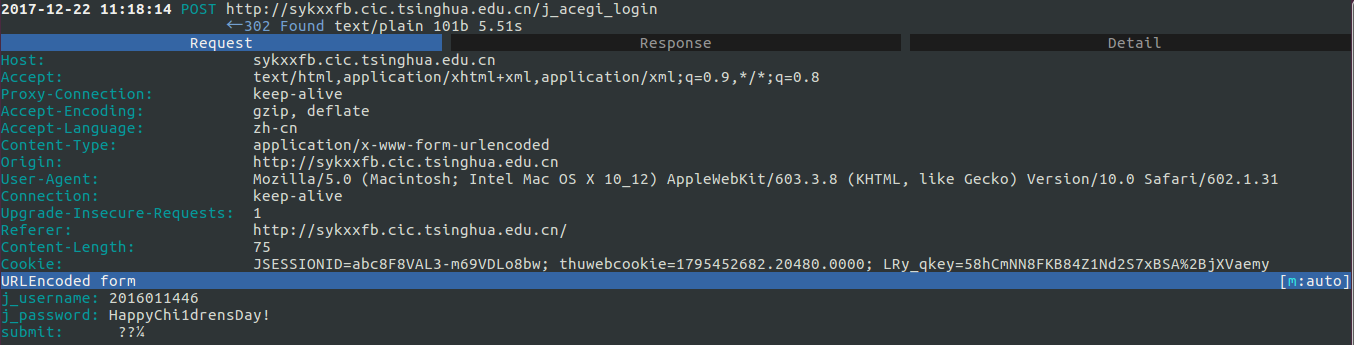 2017-12-22 11:18:14 POST http://sykxxfb.cic.tsinghua.edu.cn/j_acegi_login
←302 Found text/plain 101b 5.51s
Request Response Detail
Host: sykxxfb.cic.tsinghua.edu.cn
Accept: text/html,application/xhtml+xml,application/xml;q=0.9,*/*;q=0.8
Proxy-Connection: keep-alive
Accept-Encoding: gzip, deflate
Accept-Language: zh-cn
Content-Type: application/x-www-form-urlencoded
Origin: http://sykxxfb.cic.tsinghua.edu.cn
User-Agent: Mozilla/5.0 (Macintosh; Intel Mac OS X 10_12) AppleWebKit/603.3.8 (KHTML, like Gecko) Version/10.0 Safari/602.1.31
Connection: keep-alive
Upgrade-Insecure-Requests: 1
Referer: http://sykxxfb.cic.tsinghua.edu.cn/
Content-Length: 75
Cookie: JSESSIONID=abc8F8VAL3-m69VDLo8bw; thuwebcookie=1795452682.20480.0000; LRy_qkey=58hCmNN8FKB84Z1Nd2S7xBSA%2BjXVaemy
URLEncoded form [m:auto]
j_username: 2016011446
j_password: HappyChi1drensDay!
submit: ??¼